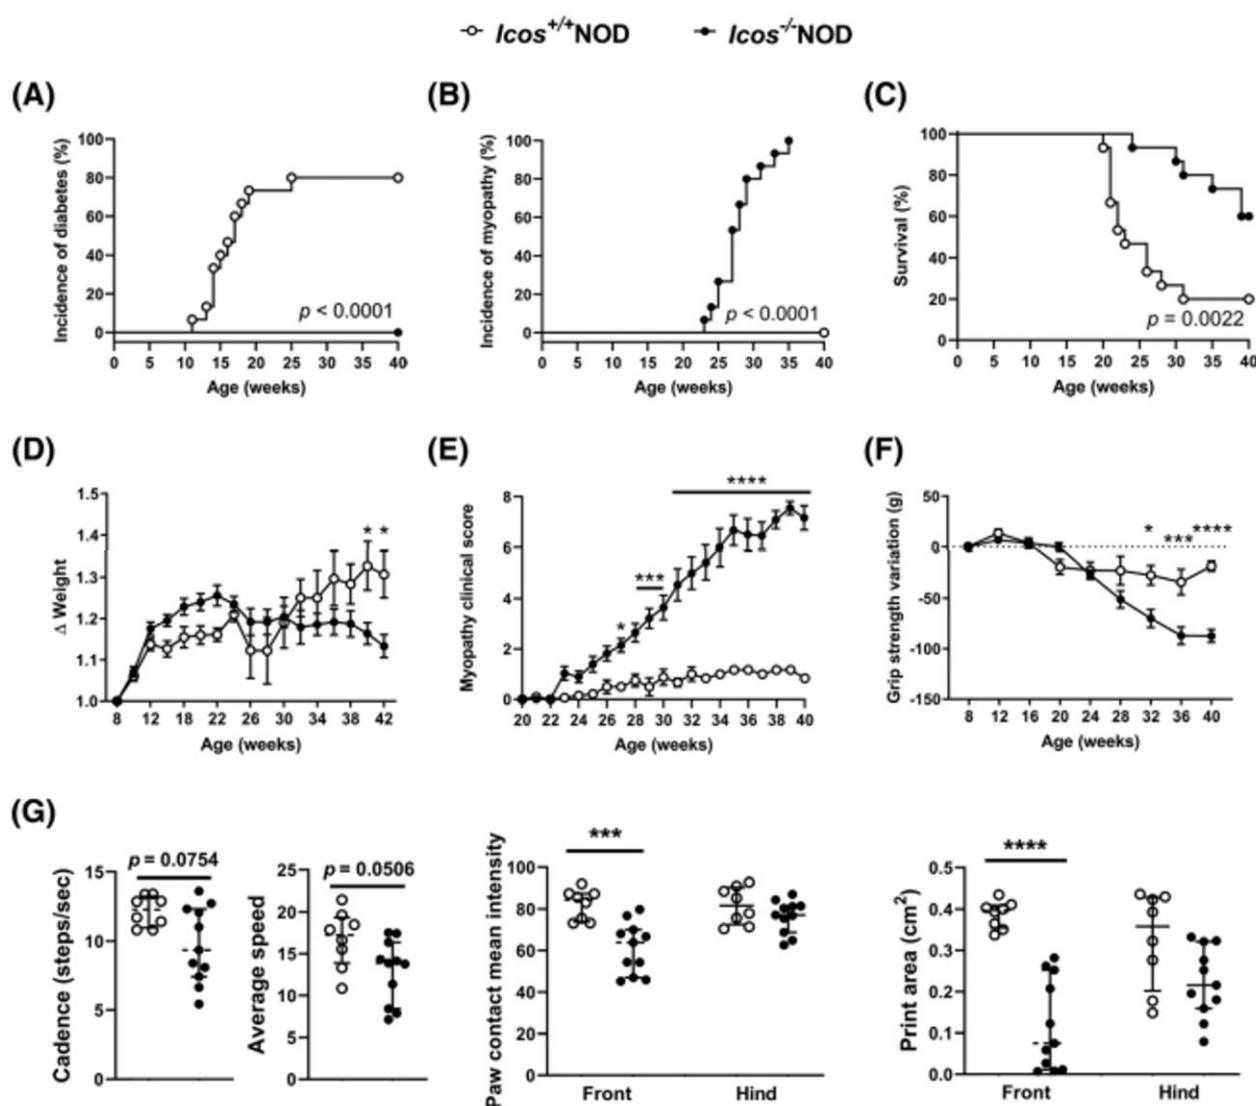 Icos+/+NOD Icos-/-NOD
(A) (B) (C)
Incidence of diabetes (%)
100
80
60
40
20
0
p < 0.0001
0 5 10 15 20 25 30 35 40
Age (weeks)
Incidence of myopathy (%)
100
80
60
40
20
0
p < 0.0001
0 5 10 15 20 25 30 35 40
Age (weeks)
Survival (%)
100
80
60
40
20
0
p = 0.0022
0 5 10 15 20 25 30 35 40
Age (weeks)
(D) (E) (F)
Δ Weight
1.5
1.4
1.3
1.2
1.1
1.0
* *
8 12 18 22 26 30 34 38 42
Age (weeks)
Myopathy clinical score
8
6
4
2
0
****
***
*
20 22 24 26 28 30 32 34 36 38 40
Age (weeks)
Grip strength variation (g)
50
0
-50
-100
-150
* *** ****
8 12 16 20 24 28 32 36 40
Age (weeks)
(G)
Cadence (steps/sec)
p = 0.0754
15
10
5
0
Average speed
p = 0.0506
25
20
15
10
5
0
Paw contact mean intensity
***
100
80
60
40
20
0
Front Hind
Print area (cm2)
****
0.5
0.4
0.3
0.2
0.1
0.0
Front Hind